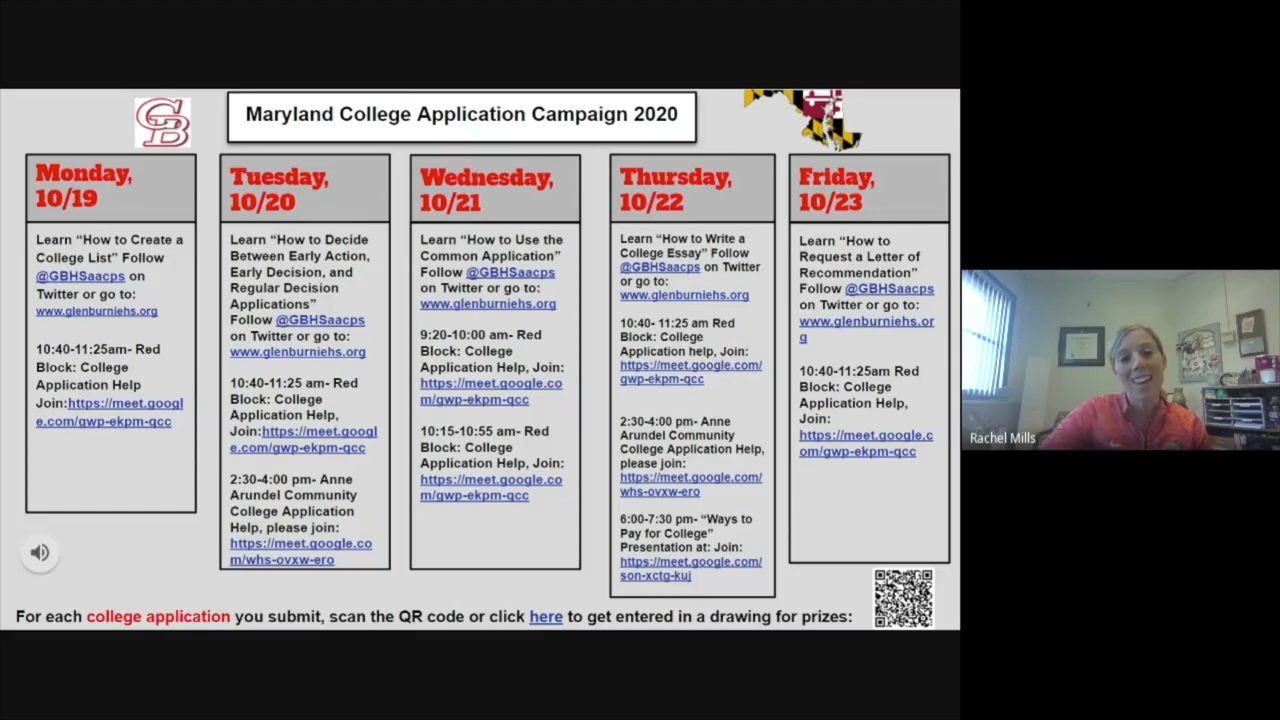 GB
Maryland College Application Campaign 2020
Monday,
10/19
Learn “How to Create a
College List” Follow
@GBHSaacps on
Twitter or go to:
www.glenburniehs.org
10:40-11:25am- Red
Block: College
Application Help
Join:https://meet.googl
e.com/gwp-ekpm-qcc
Tuesday,
10/20
Learn “How to Decide
Between Early Action,
Early Decision, and
Regular Decision
Applications”
Follow @GBHSaacps
on Twitter or go to:
www.glenburniehs.org
10:40-11:25 am- Red
Block: College
Application Help,
Join:https://meet.googl
e.com/gwp-ekpm-qcc
2:30-4:00 pm- Anne
Arundel Community
College Application
Help, please join:
https://meet.google.co
m/whs-ovxw-ero
Wednesday,
10/21
Learn “How to Use the
Common Application”
Follow @GBHSaacps
on Twitter or go to:
www.glenburniehs.org
9:20-10:00 am- Red
Block: College
Application Help, Join:
https://meet.google.co
m/gwp-ekpm-qcc
10:15-10:55 am- Red
Block: College
Application Help, Join:
https://meet.google.co
m/gwp-ekpm-qcc
Thursday,
10/22
Learn “How to Write a
College Essay” Follow
@GBHSaacps on Twitter
or go to:
www.glenburniehs.org
10:40- 11:25 am Red
Block: College
Application help, Join:
https://meet.google.com/
gwp-ekpm-qcc
2:30-4:00 pm- Anne
Arundel Community
College Application Help,
please join:
https://meet.google.com/
whs-ovxw-ero
6:00-7:30 pm- “Ways to
Pay for College”
Presentation at: Join:
https://meet.google.com/
son-xctg-kuj
Friday,
10/23
Learn “How to
Request a Letter of
Recommendation”
Follow @GBHSaacps
on Twitter or go to:
www.glenburniehs.or
g
10:40-11:25am Red
Block: College
Application Help,
Join:
https://meet.google.c
om/gwp-ekpm-qcc
For each college application you submit, scan the QR code or click here to get entered in a drawing for prizes:
Rachel Mills